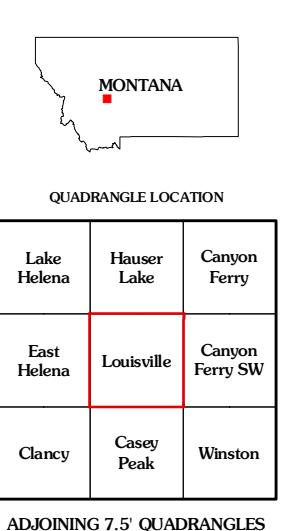 MONTANA
QUADRANGLE LOCATION
Lake
Helena
Hauser
Lake
Canyon
Ferry
East
Helena
Louisville
Canyon
Ferry SW
Clancy
Casey
Peak
Winston
ADJOINING 7.5' QUADRANGLES